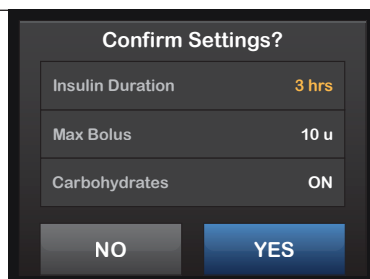 Confirm Settings?
Insulin Duration 3 hrs
Max Bolus 10 u
Carbohydrates ON
NO YES